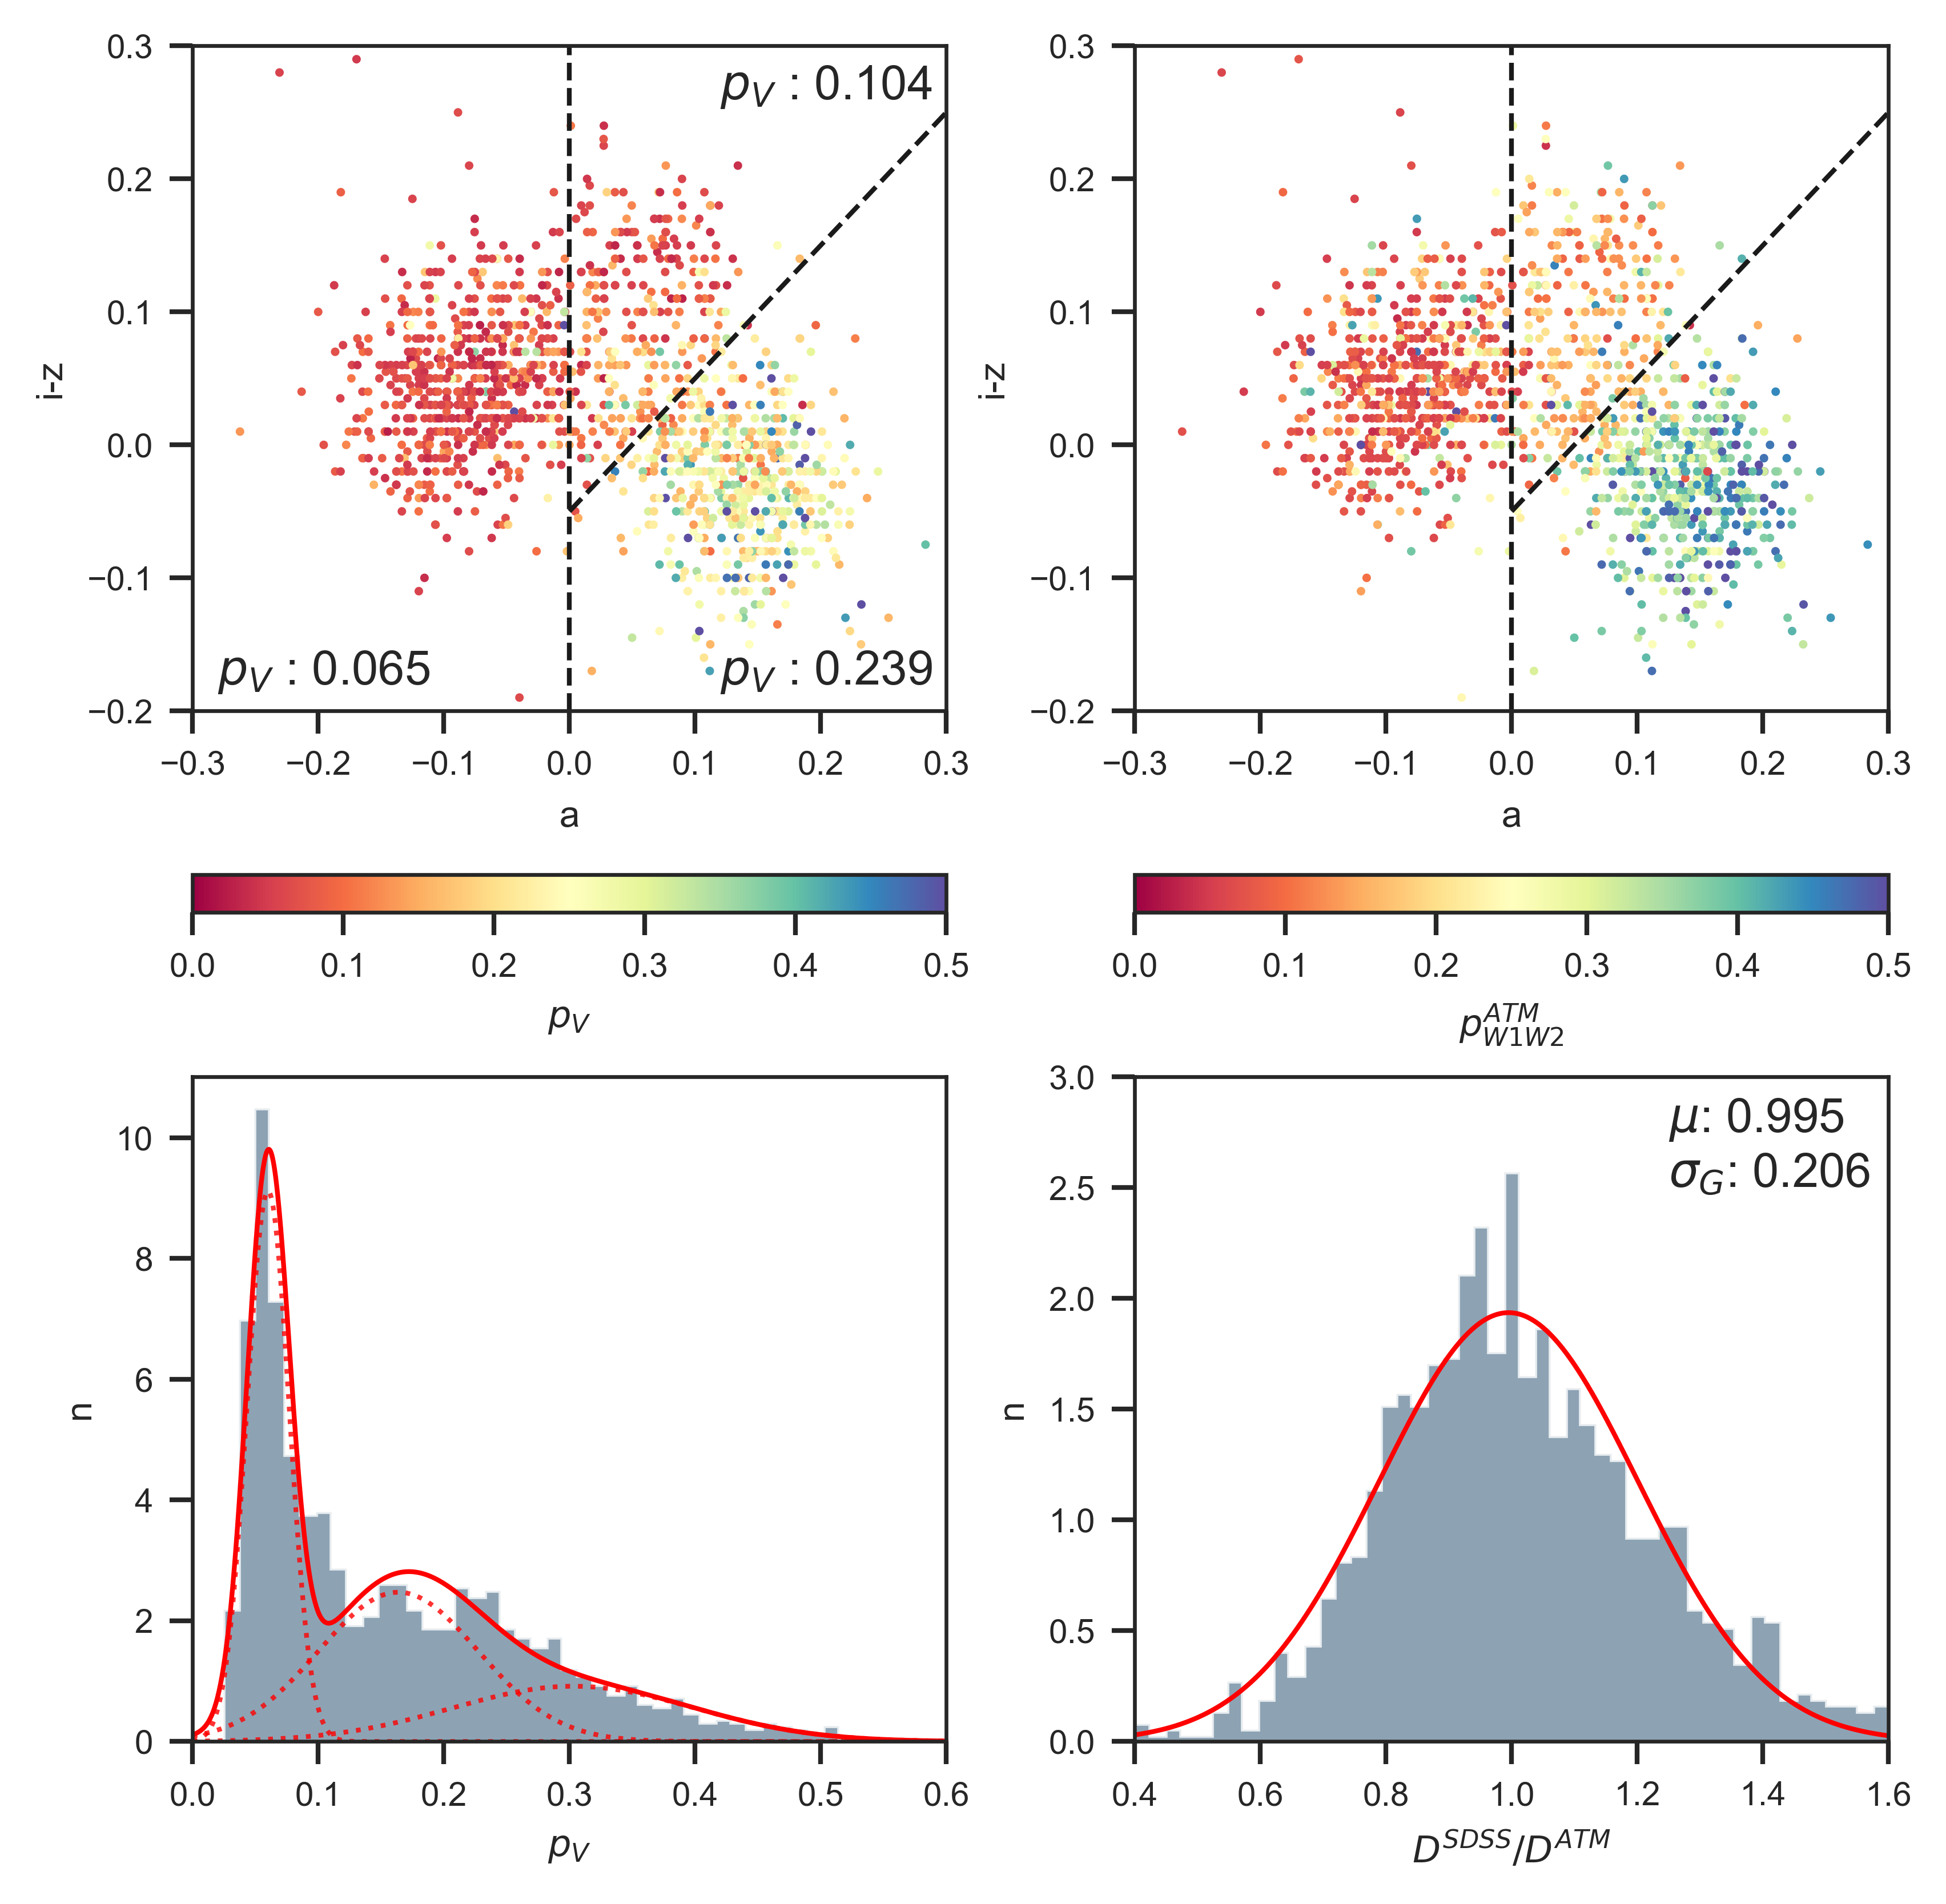 0.3
0.2
0.1
0.0
−0.1
−0.2
i-z
p_V : 0.104
p_V : 0.065
p_V : 0.239
−0.3 −0.2 −0.1 0.0 0.1 0.2 0.3
a
0.0 0.1 0.2 0.3 0.4 0.5
p_V
0.3
0.2
0.1
0.0
−0.1
−0.2
i-z
−0.3 −0.2 −0.1 0.0 0.1 0.2 0.3
a
0.0 0.1 0.2 0.3 0.4 0.5
p_{W1W2}^{ATM}
10
8
6
4
2
0
n
0.0 0.1 0.2 0.3 0.4 0.5 0.6
p_V
3.0
2.5
2.0
1.5
1.0
0.5
0.0
n
μ: 0.995
σ_G: 0.206
0.4 0.6 0.8 1.0 1.2 1.4 1.6
D^{SDSS}/D^{ATM}